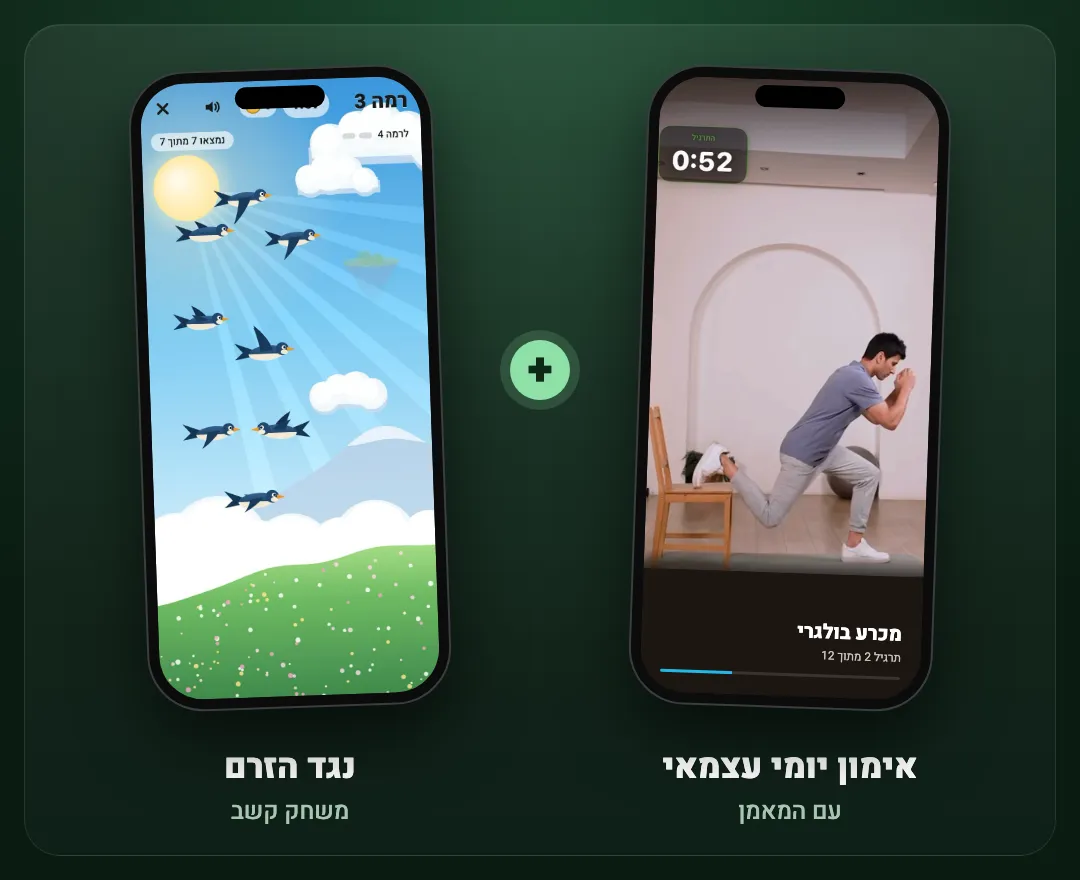 התרגיל
0:52
מכרע בולגרי
תרגיל 2 מתוך 12
אימון יומי עצמאי
עם המאמן
רמה 3
לרמה 4
נמצאו 7 מתוך 7
נגד הזרם
משחק קשב